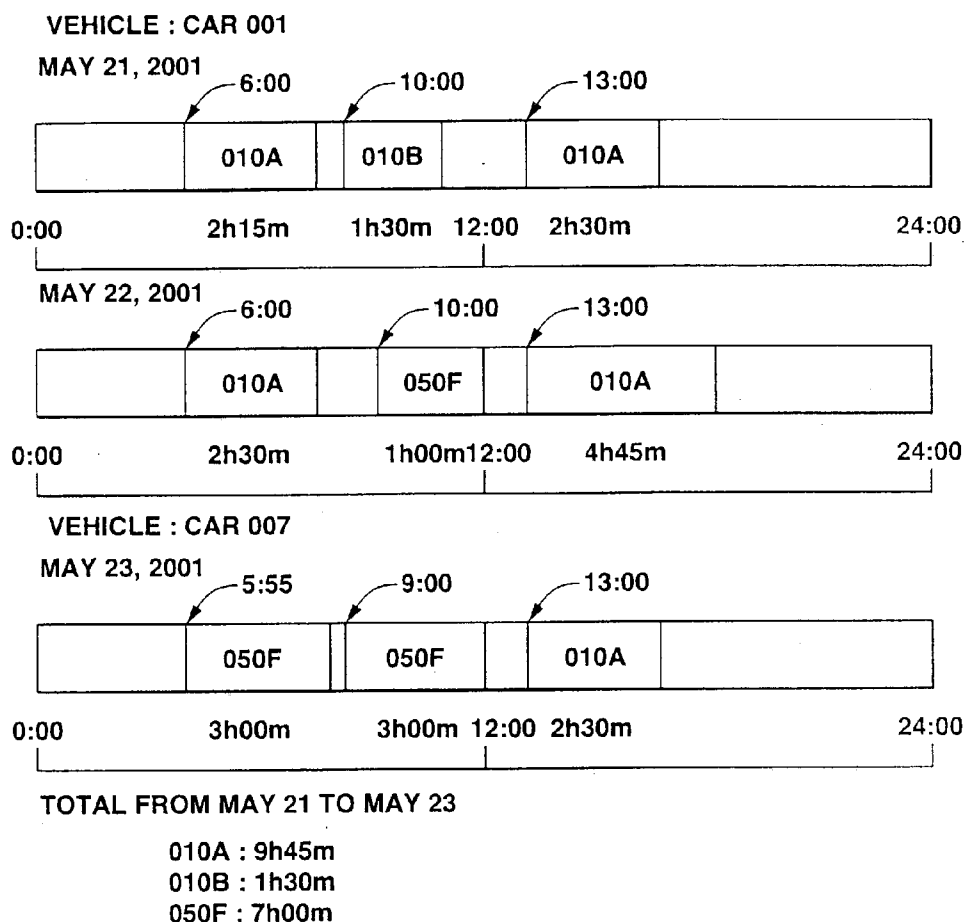 VEHICLE : CAR 001
MAY 21, 2001
6:00 10:00 13:00
010A 010B 010A
0:00 2h15m 1h30m 12:00 2h30m 24:00
MAY 22, 2001
6:00 10:00 13:00
010A 050F 010A
0:00 2h30m 1h00m12:00 4h45m 24:00
VEHICLE : CAR 007
MAY 23, 2001
5:55 9:00 13:00
050F 050F 010A
0:00 3h00m 3h00m 12:00 2h30m 24:00
TOTAL FROM MAY 21 TO MAY 23
010A : 9h45m
010B : 1h30m
050F : 7h00m